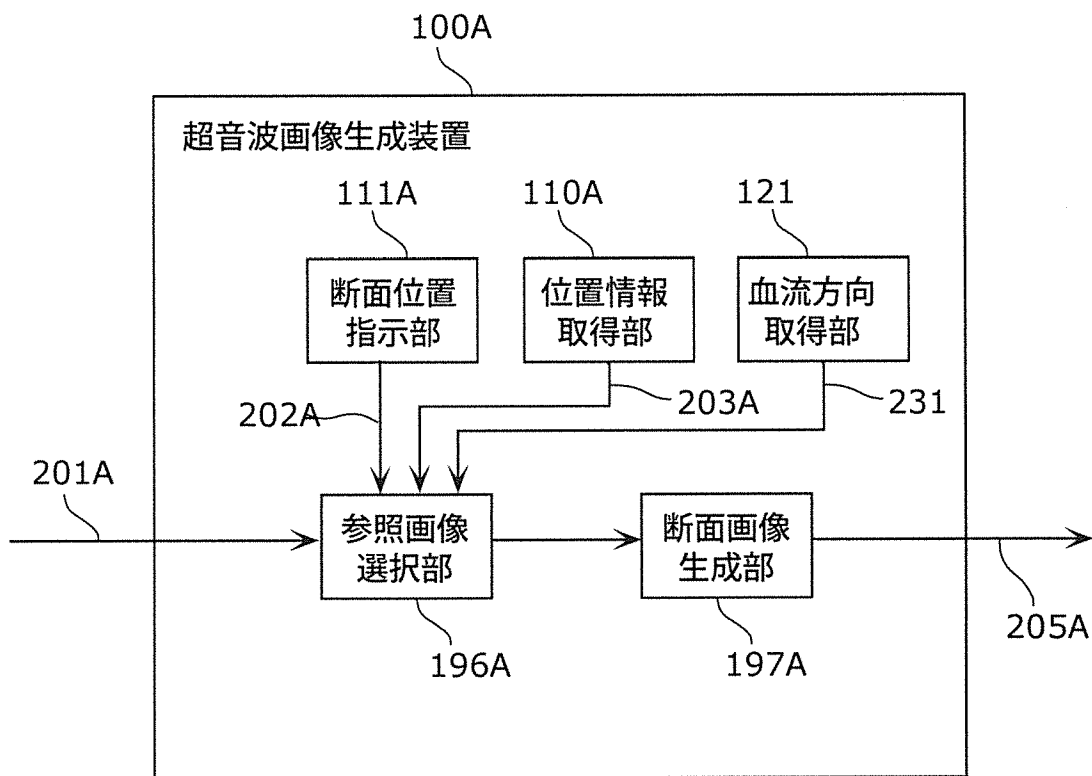 100A
超音波画像生成装置
111A
110A
121
断面位置
指示部
位置情報
取得部
血流方向
取得部
202A
203A
231
201A
参照画像
選択部
断面画像
生成部
196A
197A
205A